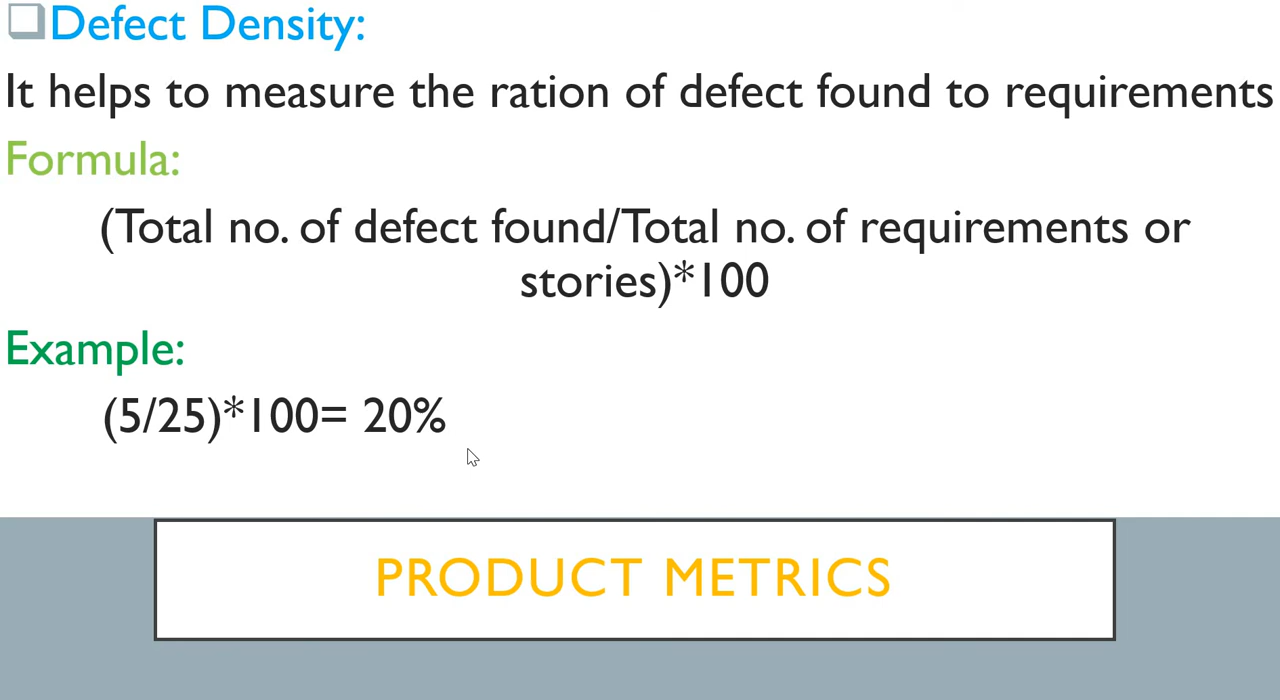 Defect Density:
It helps to measure the ration of defect found to requirements
Formula:
(Total no. of defect found/Total no. of requirements or
stories)*100
Example:
(5/25)*100= 20%
PRODUCT METRICS